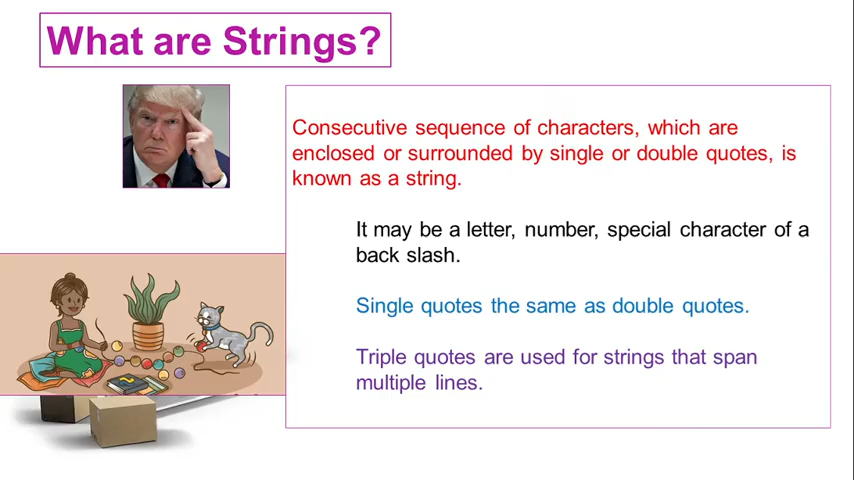 What are Strings?
Consecutive sequence of characters, which are
enclosed or surrounded by single or double quotes, is
known as a string.
It may be a letter, number, special character of a
back slash.
Single quotes the same as double quotes.
Triple quotes are used for strings that span
multiple lines.